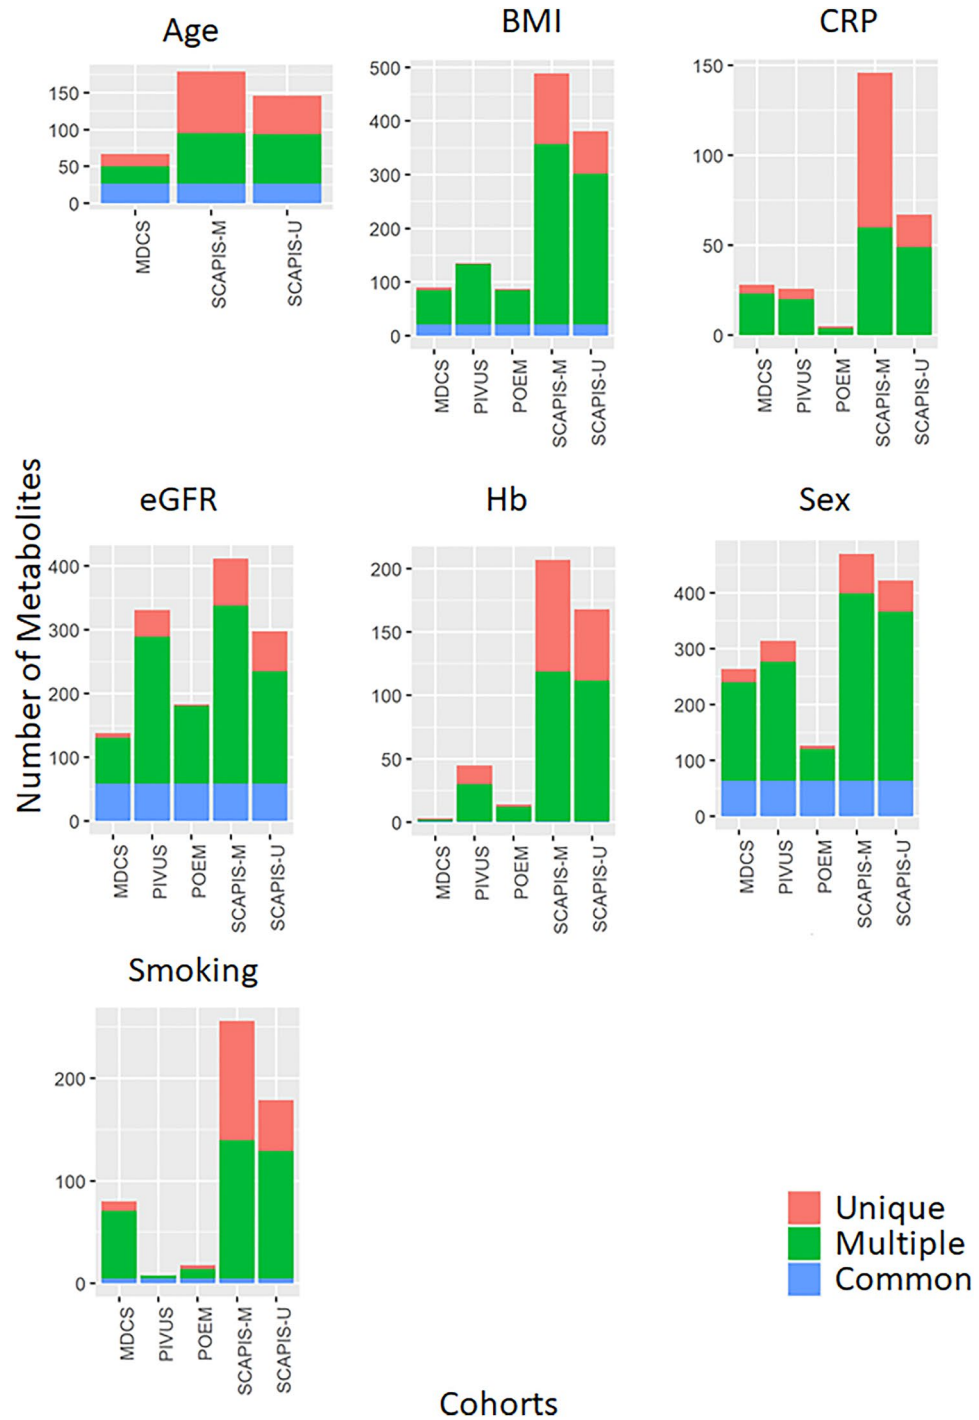 Age
BMI
CRP
150
100
50
0
MDCS
SCAPIS-M
SCAPIS-U
500
400
300
200
100
0
MDCS
PIVUS
POEM
SCAPIS-M
SCAPIS-U
150
100
50
0
MDCS
PIVUS
POEM
SCAPIS-M
SCAPIS-U
Number of Metabolites
eGFR
Hb
Sex
400
300
200
100
0
MDCS
PIVUS
POEM
SCAPIS-M
SCAPIS-U
200
150
100
50
0
MDCS
PIVUS
POEM
SCAPIS-M
SCAPIS-U
400
300
200
100
0
MDCS
PIVUS
POEM
SCAPIS-M
SCAPIS-U
Smoking
200
100
0
MDCS
PIVUS
POEM
SCAPIS-M
SCAPIS-U
Unique
Multiple
Common
Cohorts